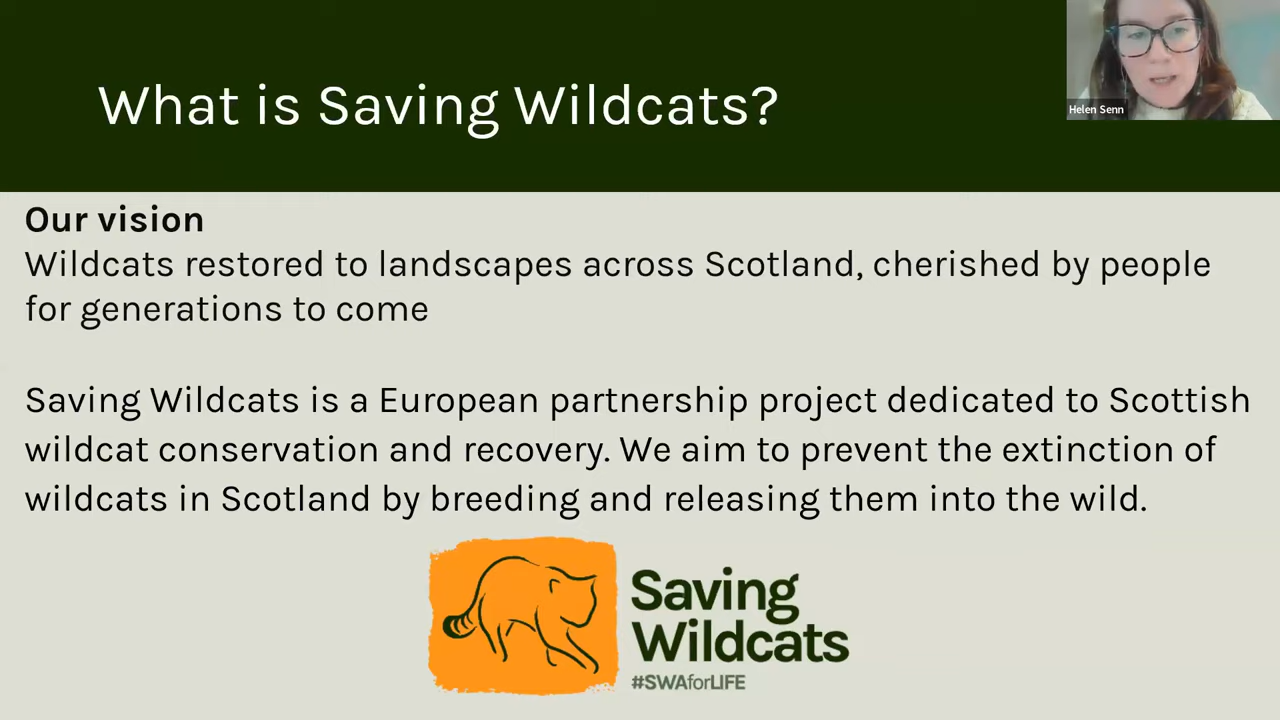 What is Saving Wildcats?
Helen Senn
Our vision
Wildcats restored to landscapes across Scotland, cherished by people
for generations to come
Saving Wildcats is a European partnership project dedicated to Scottish
wildcat conservation and recovery. We aim to prevent the extinction of
wildcats in Scotland by breeding and releasing them into the wild.
Saving
Wildcats
#SWAforLIFE